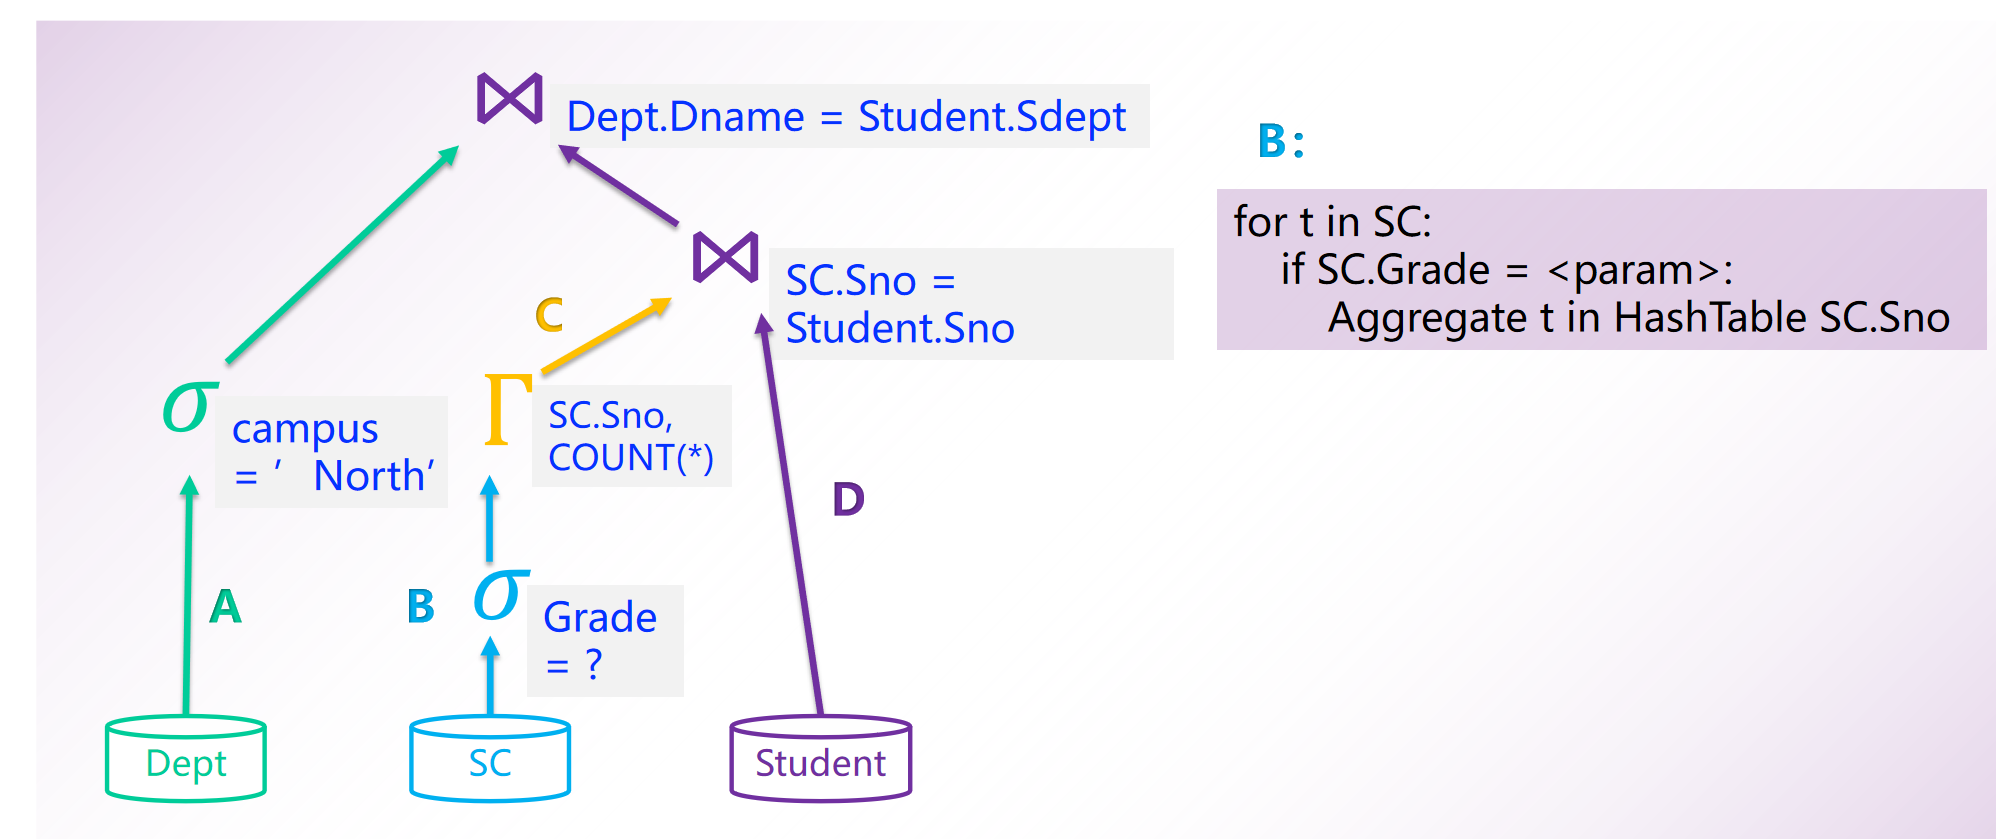 ⋈
Dept.Dname = Student.Sdept
B:
for t in SC:
if SC.Grade = <param>:
Aggregate t in HashTable SC.Sno
⋈
SC.Sno =
Student.Sno
C
σ
campus
= ′ North′
Γ
SC.Sno,
COUNT(*)
D
A
B
σ
Grade
= ?
Dept
SC
Student